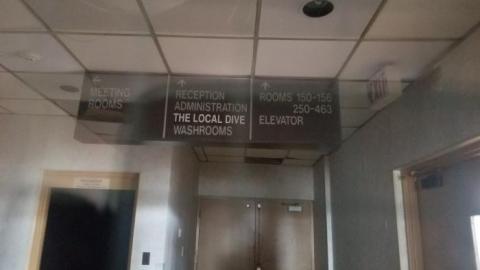 MEETING
ROOMS
RECEPTION
ADMINISTRATION
THE LOCAL DIVE
WASHROOMS
ROOMS 150-156
250-463
ELEVATOR